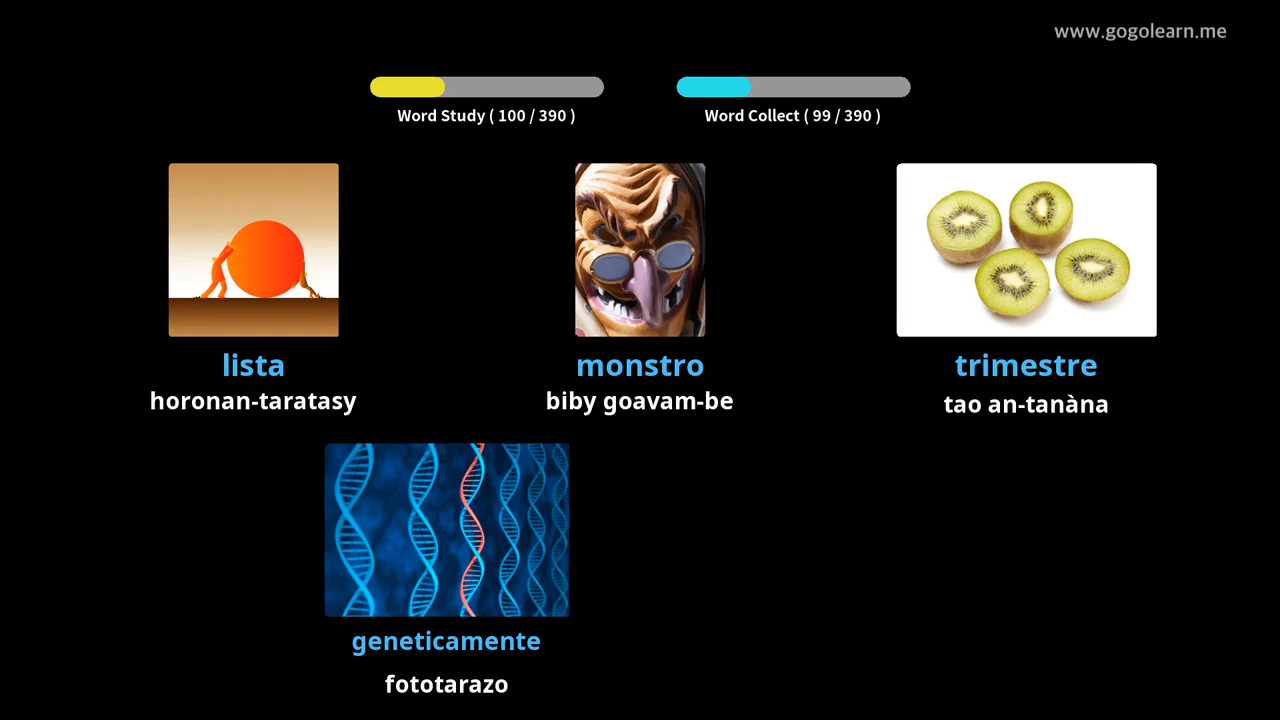 www.gogolearn.me
Word Study ( 100 / 390 )
Word Collect ( 99 / 390 )
lista
horonan-taratasy
monstro
biby goavam-be
trimestre
tao an-tanàna
geneticamente
fototarazo